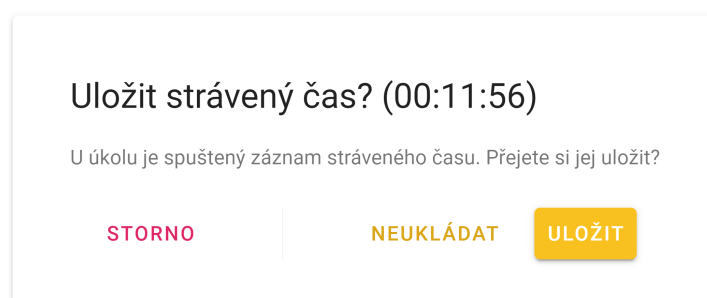 Uložit strávený čas? (00:11:56)
U úkolu je spuštený záznam stráveného času. Přejete si jej uložit?
STORNO NEUKLÁDAT ULOŽIT